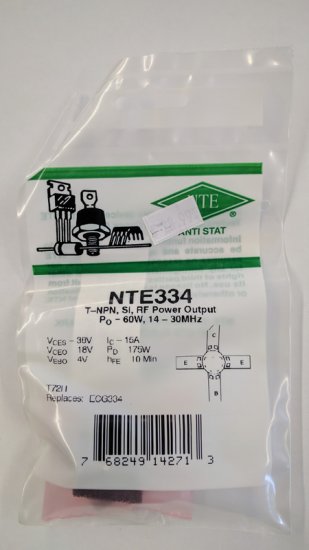 NTE
®
ANTI STAT
NTE334
T–NPN, SI, RF Power Output
PO – 60W, 14 – 30MHz
VCES – 36V IC – 15A
VCEO 18V PD 175W
VEBO 4V hFE 10 Min
C
E E
B
T72H
Replaces: ECG334
7 68249 14271 3